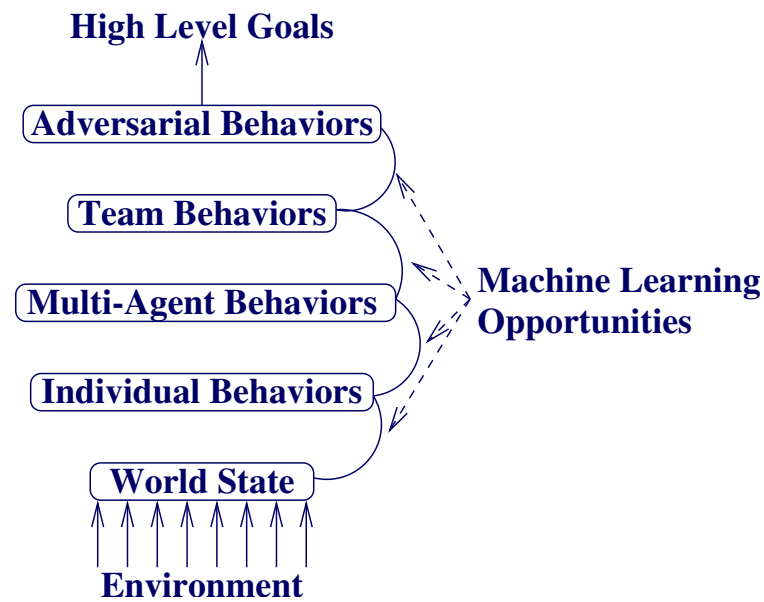 High Level Goals
Adversarial Behaviors
Team Behaviors
Multi-Agent Behaviors
Machine Learning
Opportunities
Individual Behaviors
World State
Environment